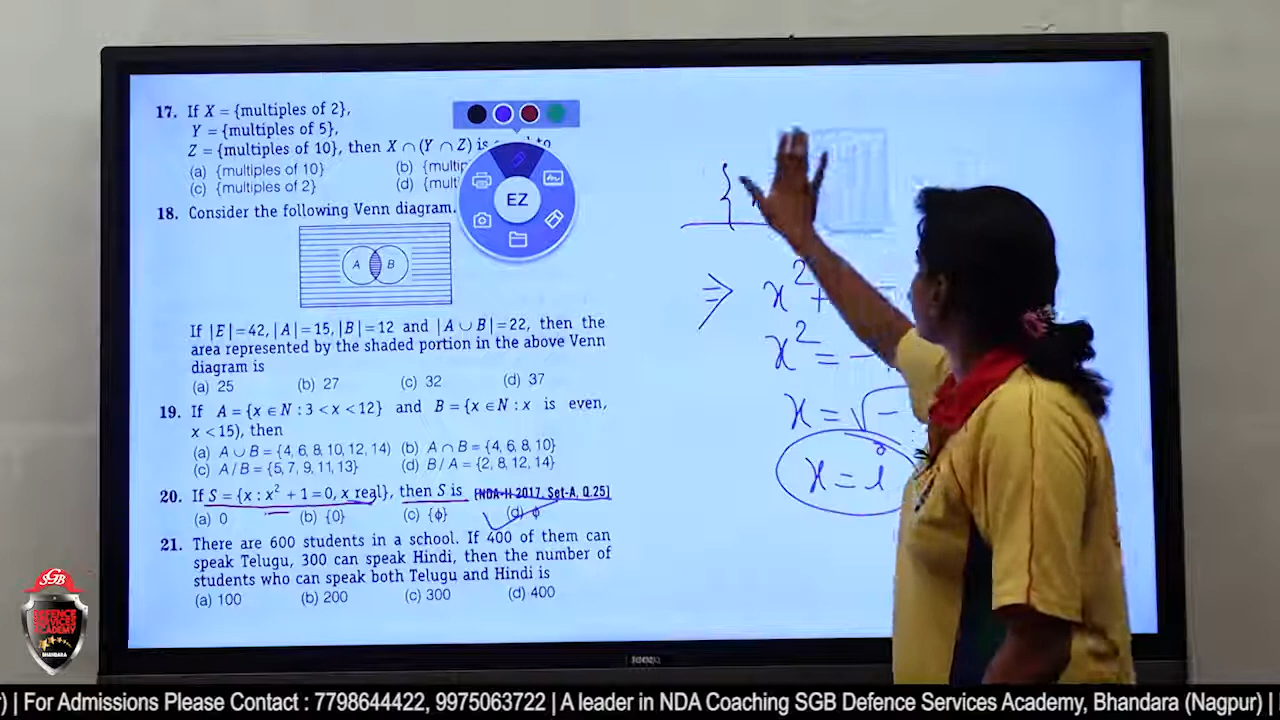 17. If X = {multiples of 2},
Y = {multiples of 5},
Z = {multiples of 10}, then X ∩ (Y ∩ Z) is to
(a) {multiples of 10} (b)
(c) {multiples of 2} (d)
EZ
18. Consider the following Venn diagram.
A B
If |E| = 42, |A| = 15, |B| = 12 and |A ∪ B| = 22, then the
area represented by the shaded portion in the above Venn
diagram is
(a) 25 (b) 27 (c) 32 (d) 37
19. If A = {x ∈ N : 3 < x < 12} and B = {x ∈ N : x is even,
x < 15), then
(a) A ∪ B = {4, 6, 8, 10, 12, 14) (b) A ∩ B = {4, 6, 8, 10}
(c) A / B = {5, 7, 9, 11, 13} (d) B / A = {2, 8, 12, 14}
20. If S = {x : x² + 1 = 0, x real}, then S is [NDA-II 2017, Set-A, Q.25]
(a) 0 (b) {0} (c) {ϕ} (d) ϕ
21. There are 600 students in a school. If 400 of them can
speak Telugu, 300 can speak Hindi, then the number of
students who can speak both Telugu and Hindi is
(a) 100 (b) 200 (c) 300 (d) 400
{
⇒ x² +
x² = -
x = √-
x = i
SGB
DEFENCE
SERVICES
ACADEMY
BHANDARA
) | For Admissions Please Contact : 7798644422, 9975063722 | A leader in NDA Coaching SGB Defence Services Academy, Bhandara (Nagpur) |